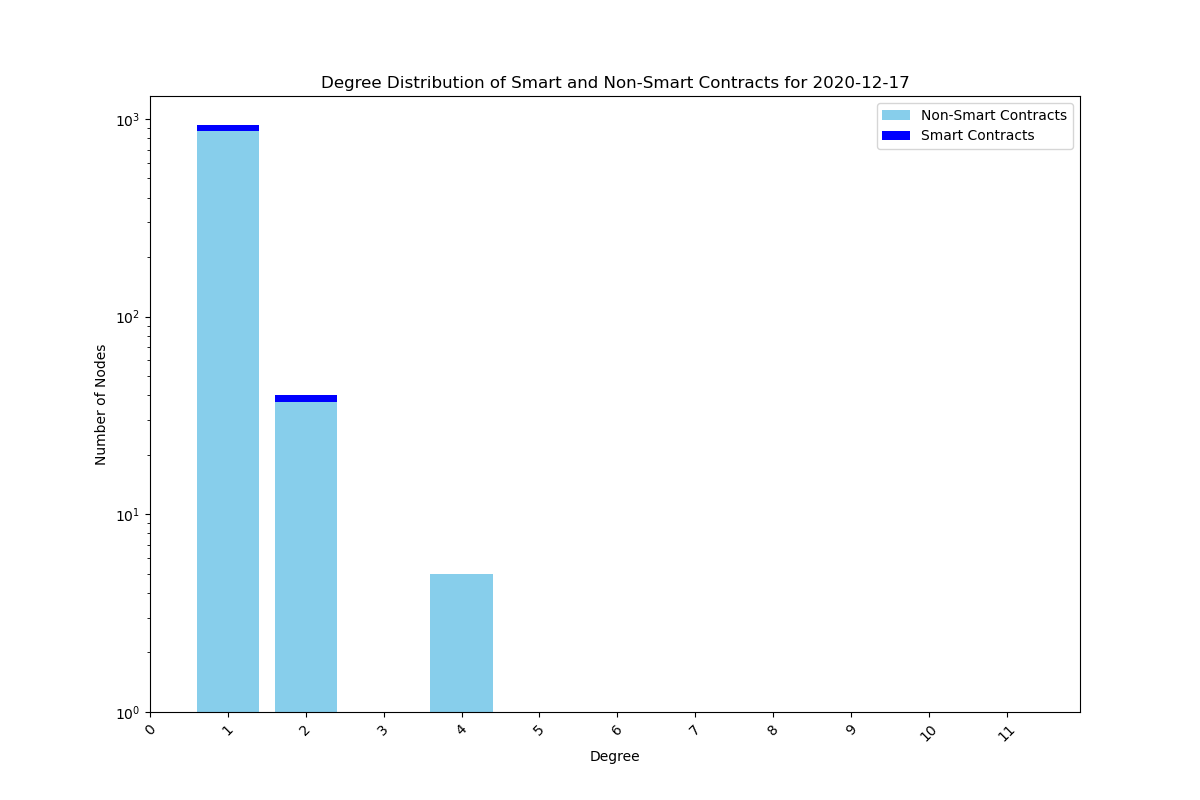 Degree Distribution of Smart and Non-Smart Contracts for 2020-12-17
Non-Smart Contracts
Smart Contracts
10³
10²
10¹
10⁰
Number of Nodes
0 1 2 3 4 5 6 7 8 9 10 11
Degree